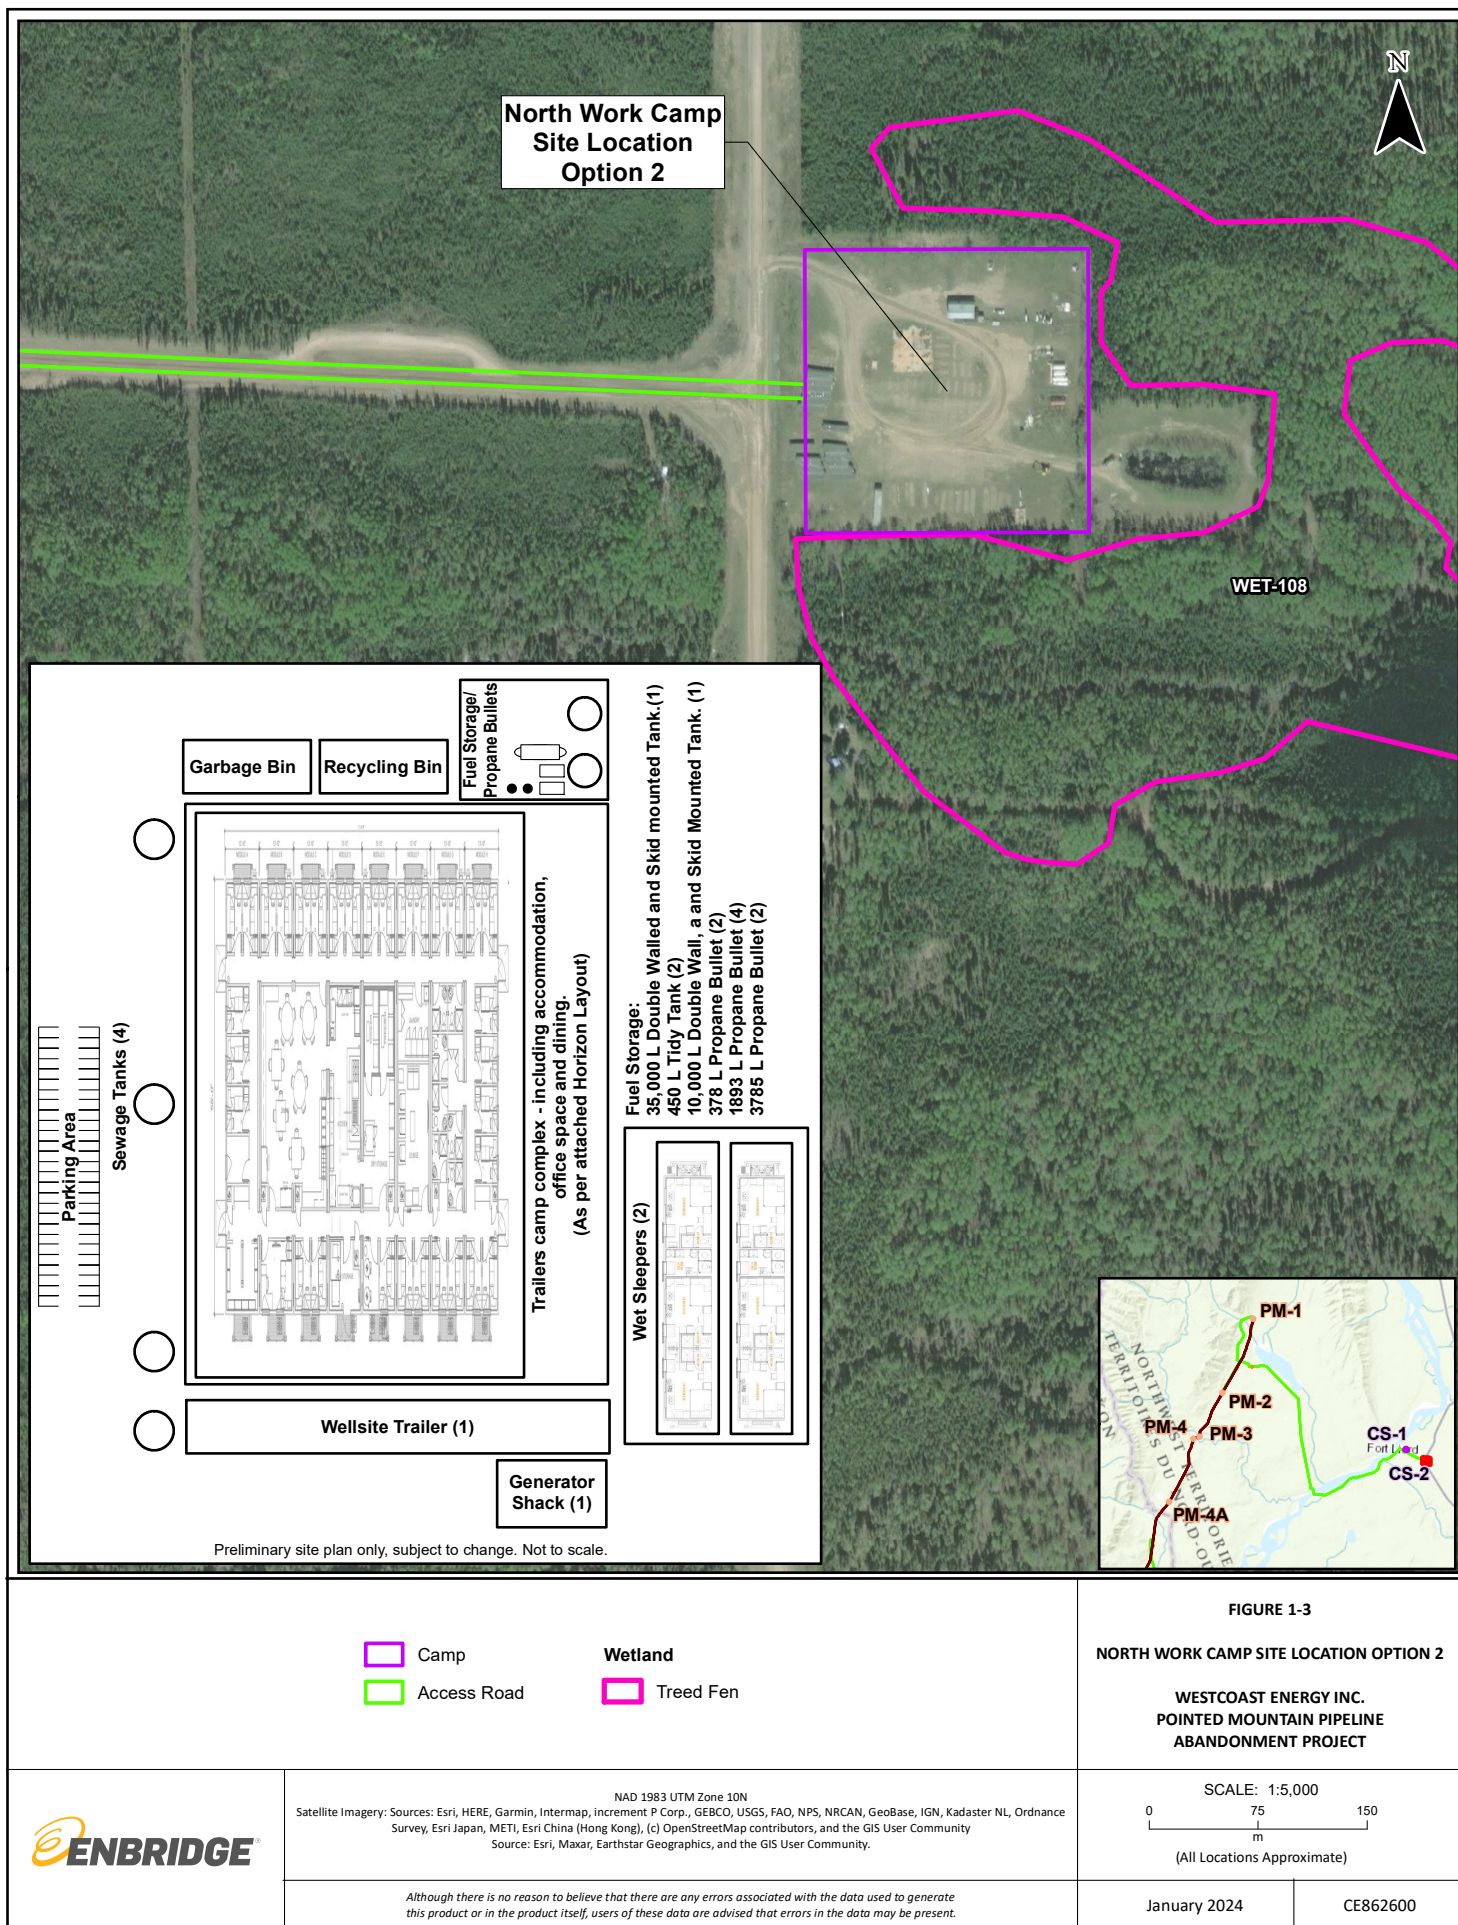 N
North Work Camp
Site Location
Option 2
WET-108
Garbage Bin
Recycling Bin
Fuel Storage/
Propane Bullets
Parking Area
Sewage Tanks (4)
Trailers camp complex - including accommodation,
office space and dining.
(As per attached Horizon Layout)
Fuel Storage:
35,000 L Double Walled and Skid mounted Tank.(1)
450 L Tidy Tank (2)
10,000 L Double Wall, a and Skid Mounted Tank. (1)
378 L Propane Bullet (2)
1893 L Propane Bullet (4)
3785 L Propane Bullet (2)
Wet Sleepers (2)
Wellsite Trailer (1)
Generator
Shack (1)
Preliminary site plan only, subject to change. Not to scale.
PM-1
PM-2
PM-4
PM-3
PM-4A
CS-1
CS-2
NORTHWEST TERRITORIE
TERRITOIRES DU NORD-OU
Camp
Access Road
Wetland
Treed Fen
FIGURE 1-3
NORTH WORK CAMP SITE LOCATION OPTION 2
WESTCOAST ENERGY INC.
POINTED MOUNTAIN PIPELINE
ABANDONMENT PROJECT
ENBRIDGE®
NAD 1983 UTM Zone 10N
Satellite Imagery: Sources: Esri, HERE, Garmin, Intermap, increment P Corp., GEBCO, USGS, FAO, NPS, NRCAN, GeoBase, IGN, Kadaster NL, Ordnance
Survey, Esri Japan, METI, Esri China (Hong Kong), (c) OpenStreetMap contributors, and the GIS User Community
Source: Esri, Maxar, Earthstar Geographics, and the GIS User Community.
Although there is no reason to believe that there are any errors associated with the data used to generate
this product or in the product itself, users of these data are advised that errors in the data may be present.
SCALE: 1:5,000
0 75 150
m
(All Locations Approximate)
January 2024
CE862600